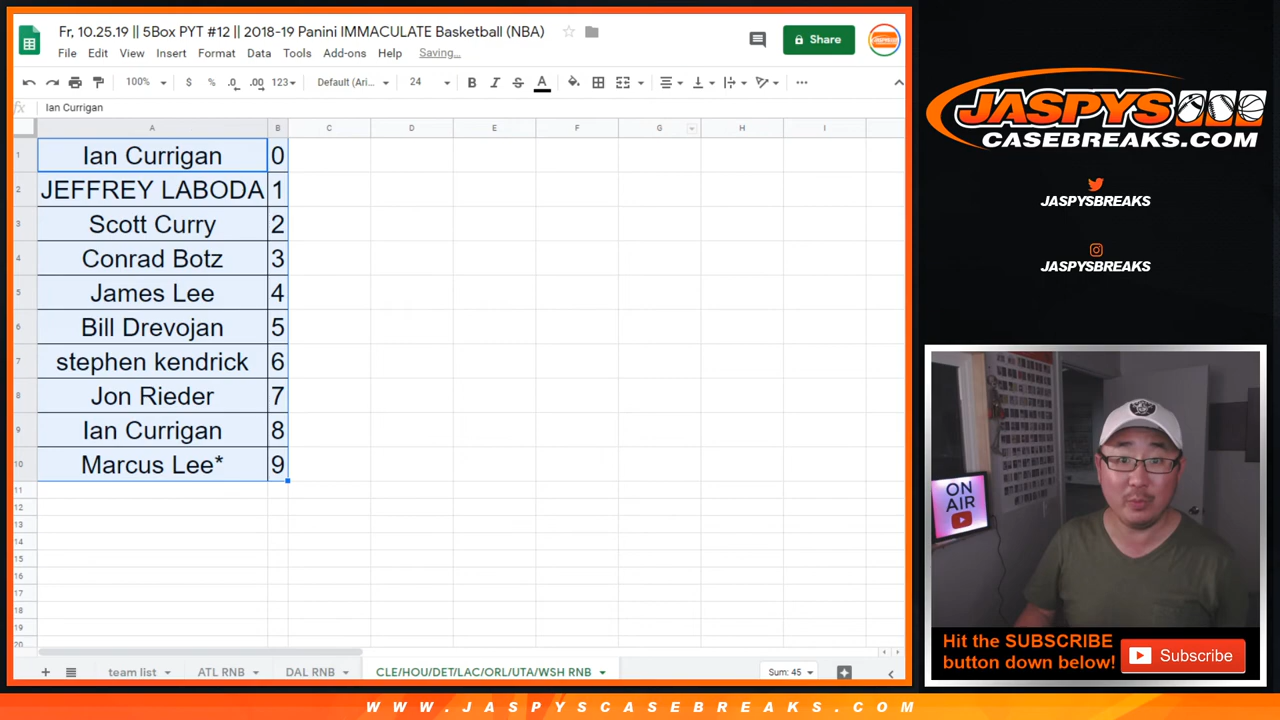 Fr, 10.25.19 || 5Box PYT #12 || 2018-19 Panini IMMACULATE Basketball (NBA)
File Edit View Insert Format Data Tools Add-ons Help Saving...
Share
100% $ % .0 .00 123 Default (Ari... 24 B I S A
fx Ian Currigan
A B C D E F G H I
1 Ian Currigan 0
2 JEFFREY LABODA 1
3 Scott Curry 2
4 Conrad Botz 3
5 James Lee 4
6 Bill Drevojan 5
7 stephen kendrick 6
8 Jon Rieder 7
9 Ian Currigan 8
10 Marcus Lee* 9
11
12
13
14
15
16
17
18
19
20
team list ATL RNB DAL RNB CLE/HOU/DET/LAC/ORL/UTA/WSH RNB Sum: 45
JASPYS
CASEBREAKS.COM
JASPYSBREAKS
JASPYSBREAKS
ON
AIR
Hit the SUBSCRIBE
button down below!
Subscribe
WWW.JASPYSCASEBREAKS.COM